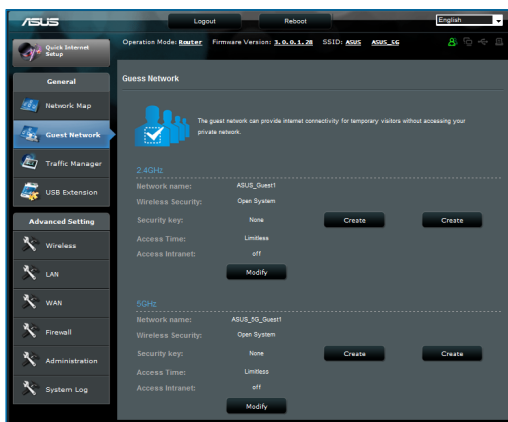 ASUS
Logout
Reboot
English
Quick Internet Setup
Operation Mode: Router Firmware Version: 3.0.0.1.28 SSID: ASUS ASUS_5G
General
Network Map
Guest Network
Traffic Manager
USB Extension
Advanced Setting
Wireless
LAN
WAN
Firewall
Administration
System Log
Guess Network
The guest network can provide internet connectivity for temporary visitors without accessing your
private network.
2.4GHz
Network name: ASUS_Guest1
Wireless Security: Open System
Security key: None Create Create
Access Time: Limitless
Access Intranet: off
Modify
5GHz
Network name: ASUS_5G_Guest1
Wireless Security: Open System
Security key: None Create Create
Access Time: Limitless
Access Intranet: off
Modify